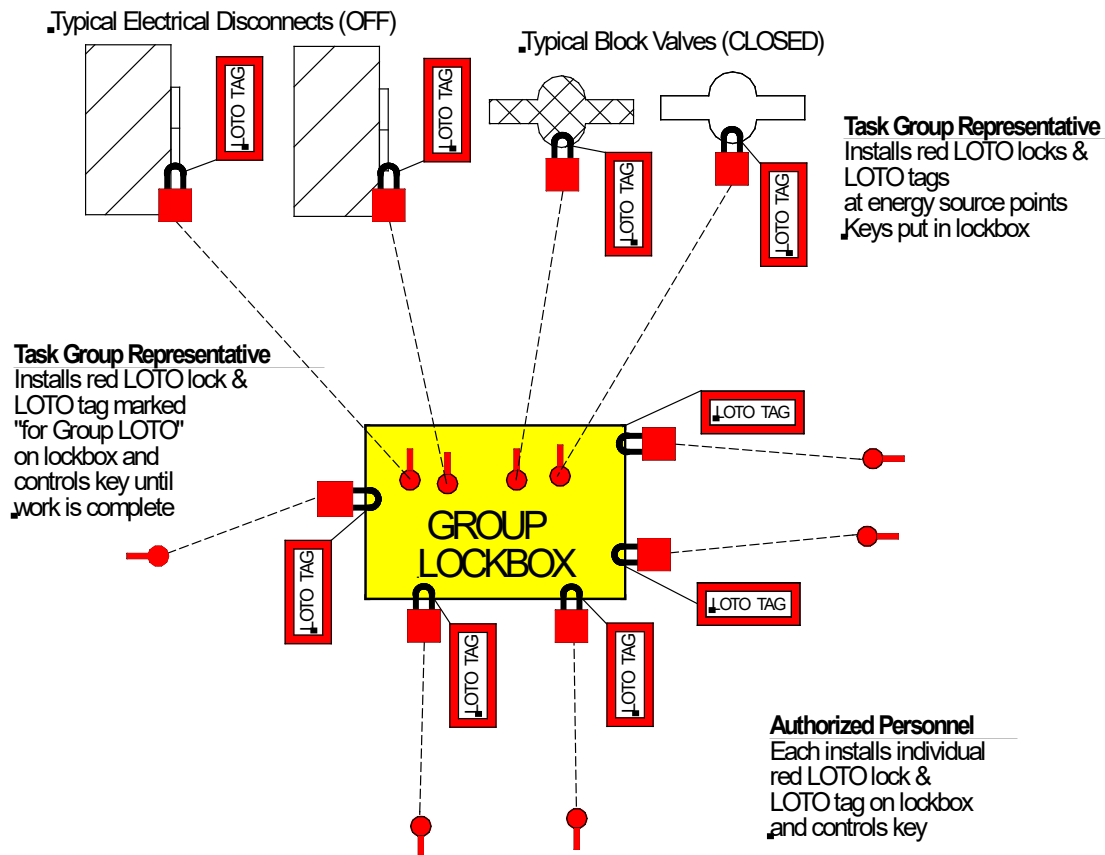 Typical Electrical Disconnects (OFF)
Typical Block Valves (CLOSED)
LOTO TAG
LOTO TAG
LOTO TAG
LOTO TAG
Task Group Representative
Installs red LOTO locks &
LOTO tags
at energy source points
Keys put in lockbox
Task Group Representative
Installs red LOTO lock &
LOTO tag marked
"for Group LOTO"
on lockbox and
controls key until
work is complete
LOTO TAG
GROUP
LOCKBOX
LOTO TAG
LOTO TAG
LOTO TAG
LOTO TAG
Authorized Personnel
Each installs individual
red LOTO lock &
LOTO tag on lockbox
and controls key